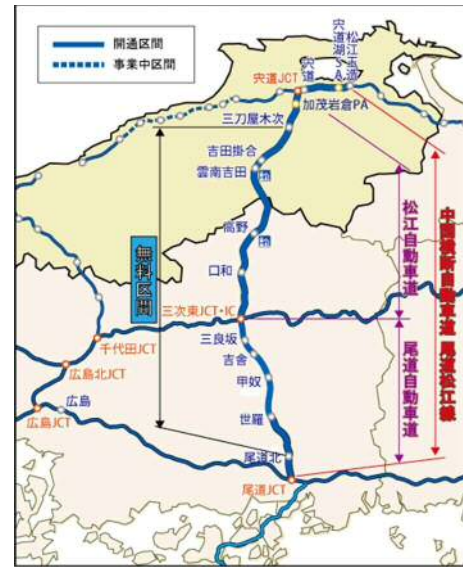 開通区間
事業中区間
宍道JCT
宍道
宍道湖SA
松江玉造
加茂岩倉PA
三刀屋木次
吉田掛合
雲南吉田
高野
口和
無料区間
三次東JCT・IC
千代田JCT
三良坂
吉舎
広島北JCT
甲奴
広島
広島JCT
世羅
尾道北
尾道JCT
松江自動車道
尾道自動車道
中国横断自動車道 尾道松江線